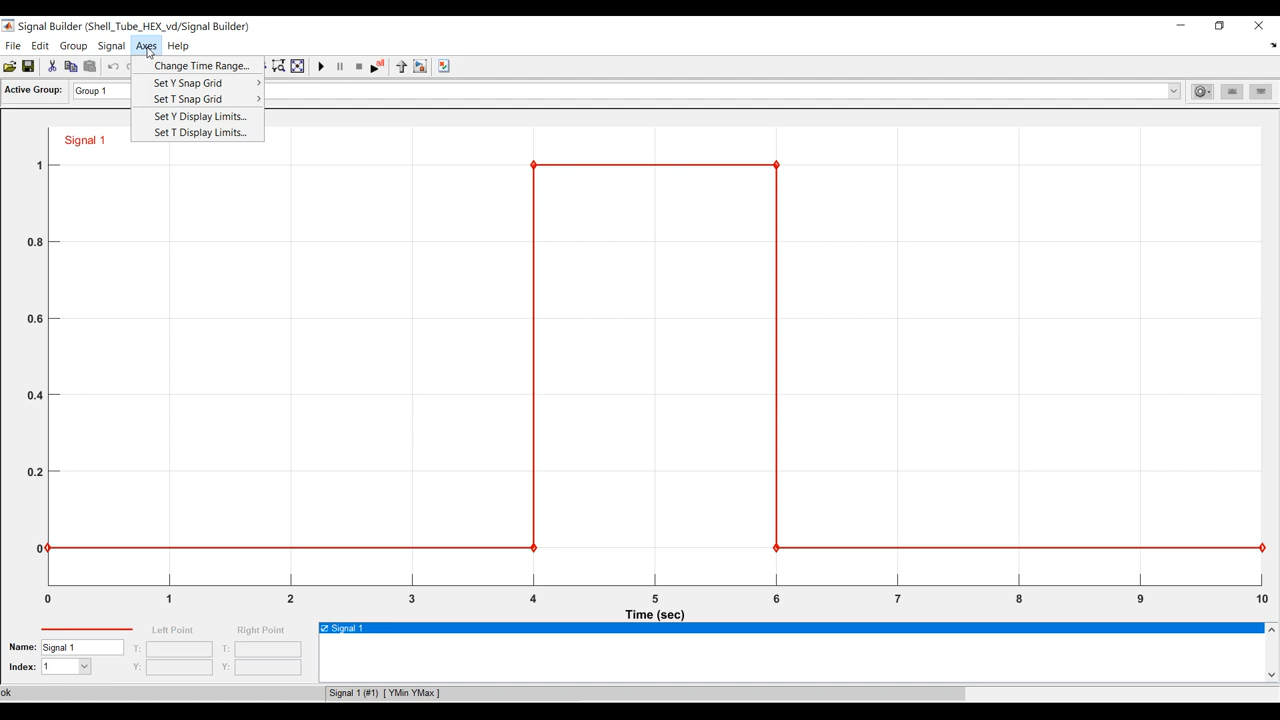 Signal Builder (Shell_Tube_HEX_vd/Signal Builder)
File Edit Group Signal Axes Help
Change Time Range...
Set Y Snap Grid
Set T Snap Grid
Set Y Display Limits...
Set T Display Limits...
all
Active Group: Group 1
Signal 1
1
0.8
0.6
0.4
0.2
0
0 1 2 3 4 5 6 7 8 9 10
Time (sec)
Left Point Right Point
Name: Signal 1 T: T:
Index: 1 Y: Y:
Signal 1
ok
Signal 1 (#1) [ YMin YMax ]